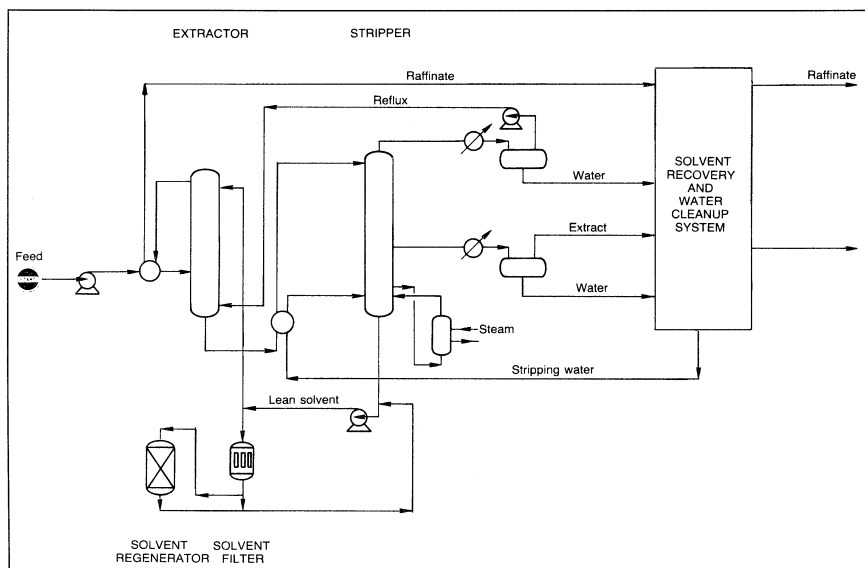 EXTRACTOR
STRIPPER
Raffinate
Raffinate
Reflux
Water
SOLVENT
RECOVERY
AND
WATER
CLEANUP
SYSTEM
Extract
Feed
Water
Steam
Stripping water
Lean solvent
SOLVENT
REGENERATOR
SOLVENT
FILTER